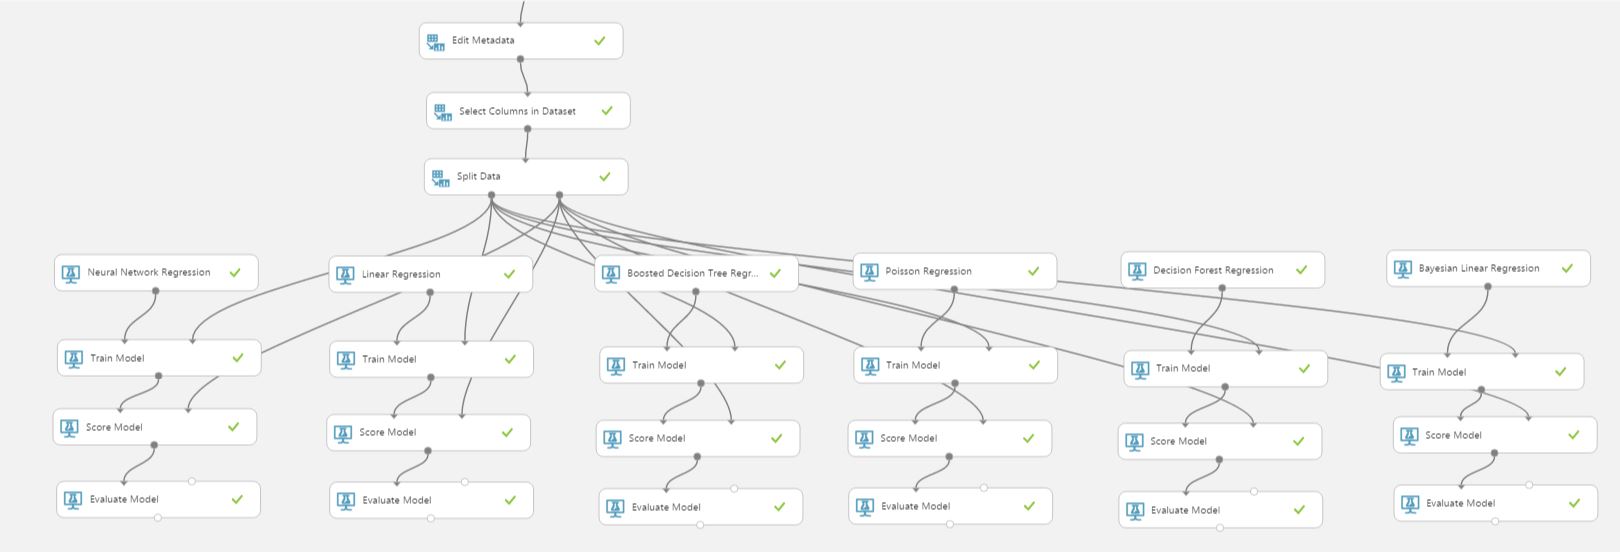 Edit Metadata
Select Columns in Dataset
Split Data
Neural Network Regression
Linear Regression
Boosted Decision Tree Regr...
Poisson Regression
Decision Forest Regression
Bayesian Linear Regression
Train Model
Train Model
Train Model
Train Model
Train Model
Train Model
Score Model
Score Model
Score Model
Score Model
Score Model
Score Model
Evaluate Model
Evaluate Model
Evaluate Model
Evaluate Model
Evaluate Model
Evaluate Model